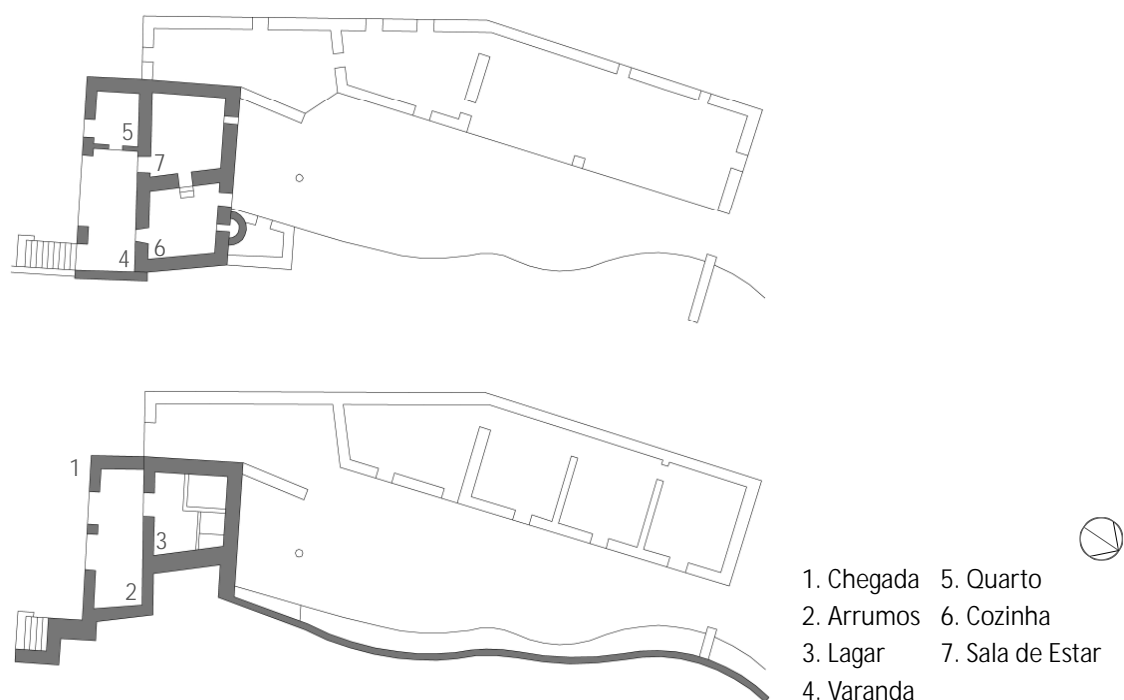 5
7
6
4
1
3
2
1. Chegada
2. Arrumos
3. Lagar
4. Varanda
5. Quarto
6. Cozinha
7. Sala de Estar